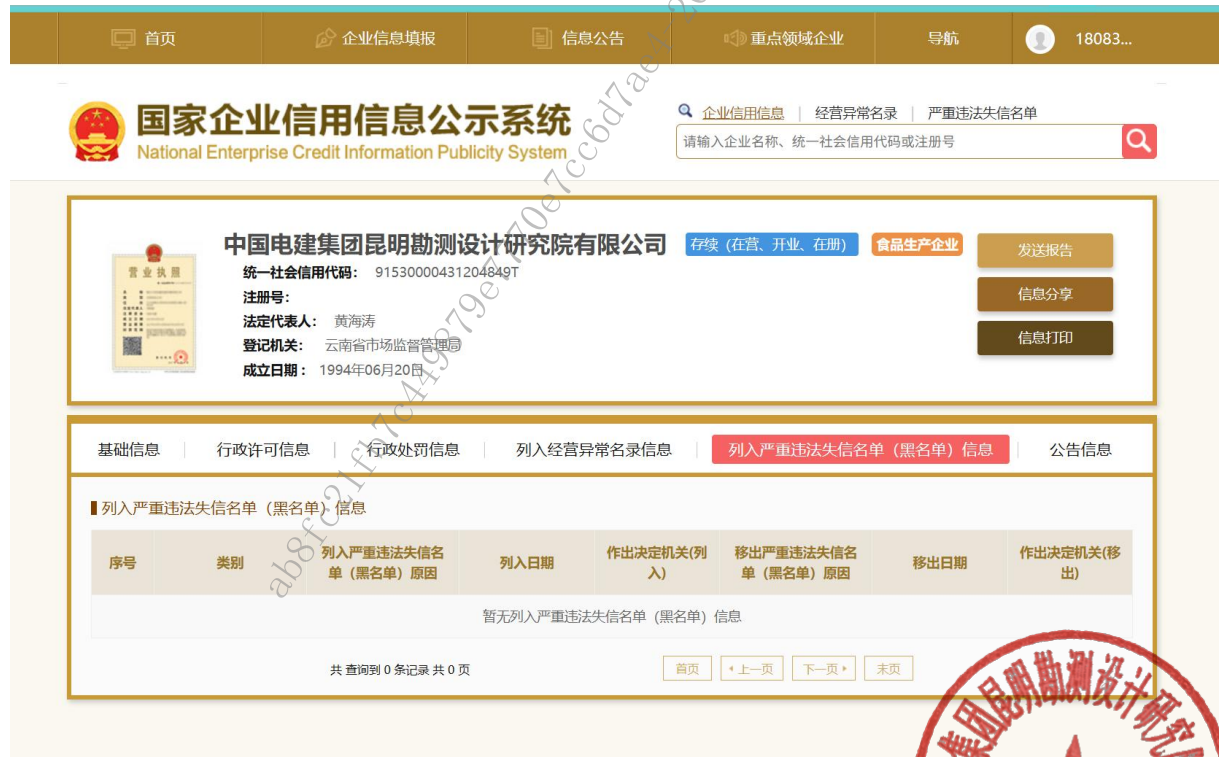 首页 企业信息填报 信息公告 重点领域企业 导航 18083...
国家企业信用信息公示系统
National Enterprise Credit Information Publicity System
企业信用信息 | 经营异常名录 | 严重违法失信名单
请输入企业名称、统一社会信用代码或注册号
中国电建集团昆明勘测设计研究院有限公司 存续（在营、开业、在册） 食品生产企业
统一社会信用代码： 91530000431204849T
注册号：
法定代表人： 黄海涛
登记机关： 云南省市场监督管理局
成立日期： 1994年06月20日
营业执照
发送报告
信息分享
信息打印
基础信息 | 行政许可信息 | 行政处罚信息 | 列入经营异常名录信息 | 列入严重违法失信名单（黑名单）信息 | 公告信息
列入严重违法失信名单（黑名单）信息
序号 类别 列入严重违法失信名单（黑名单）原因 列入日期 作出决定机关(列入) 移出严重违法失信名单（黑名单）原因 移出日期 作出决定机关(移出)
暂无列入严重违法失信名单（黑名单）信息
共 查询到 0 条记录 共 0 页 首页 上一页 下一页 末页
集团昆明勘测设计研究